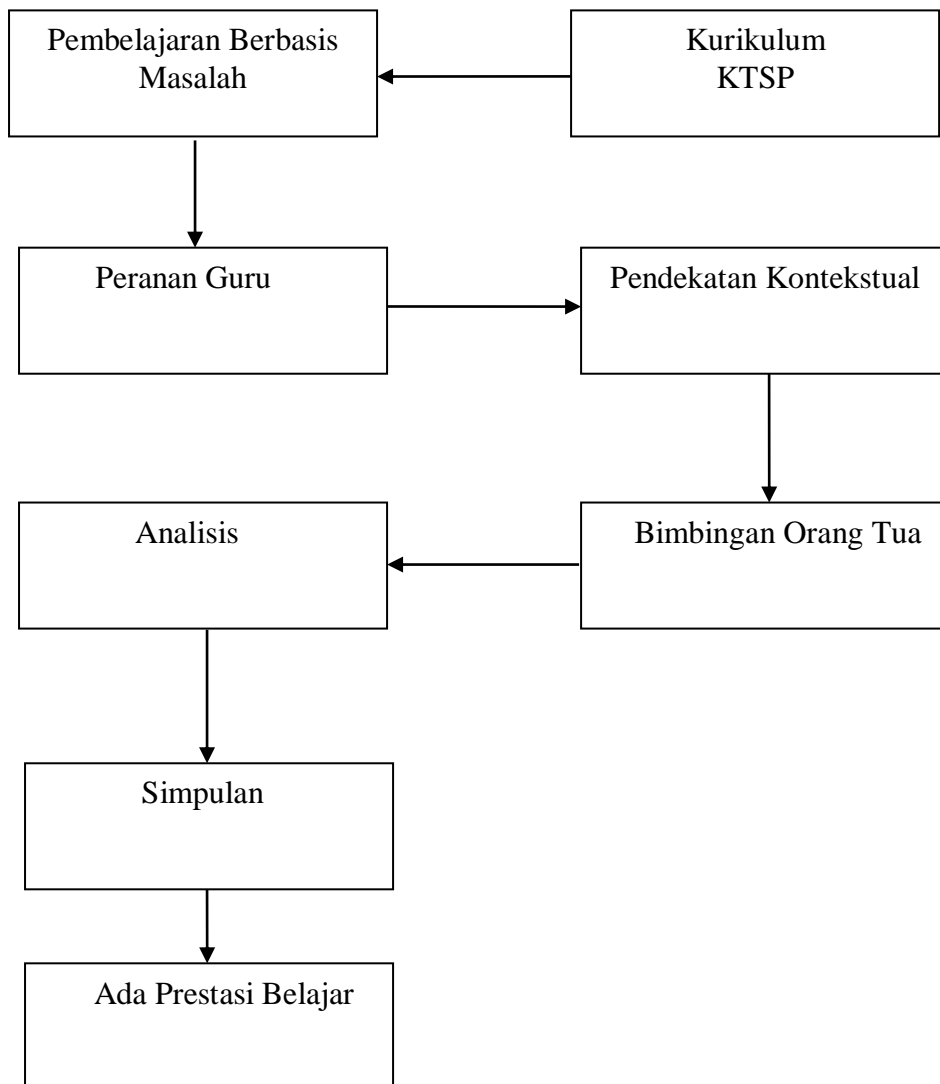 Pembelajaran Berbasis
Masalah
Kurikulum
KTSP
Peranan Guru
Pendekatan Kontekstual
Analisis
Bimbingan Orang Tua
Simpulan
Ada Prestasi Belajar